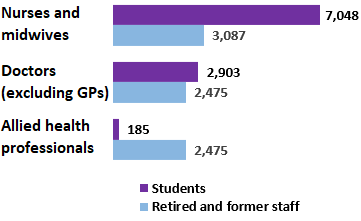 Nurses and
midwives
7,048
3,087
Doctors
(excluding GPs)
2,903
2,475
Allied health
professionals
185
2,475
Students
Retired and former staff